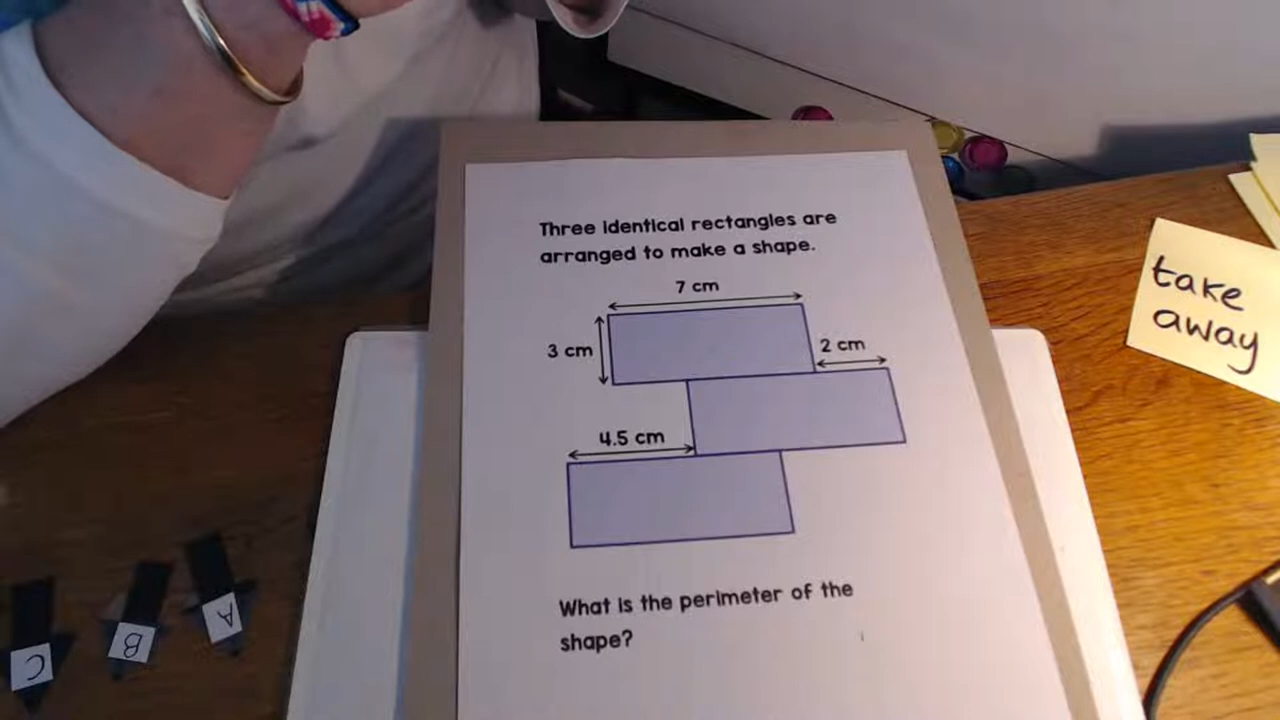 Three identical rectangles are
arranged to make a shape.
7 cm
3 cm
2 cm
4.5 cm
What is the perimeter of the
shape?
take
away
A
B
C